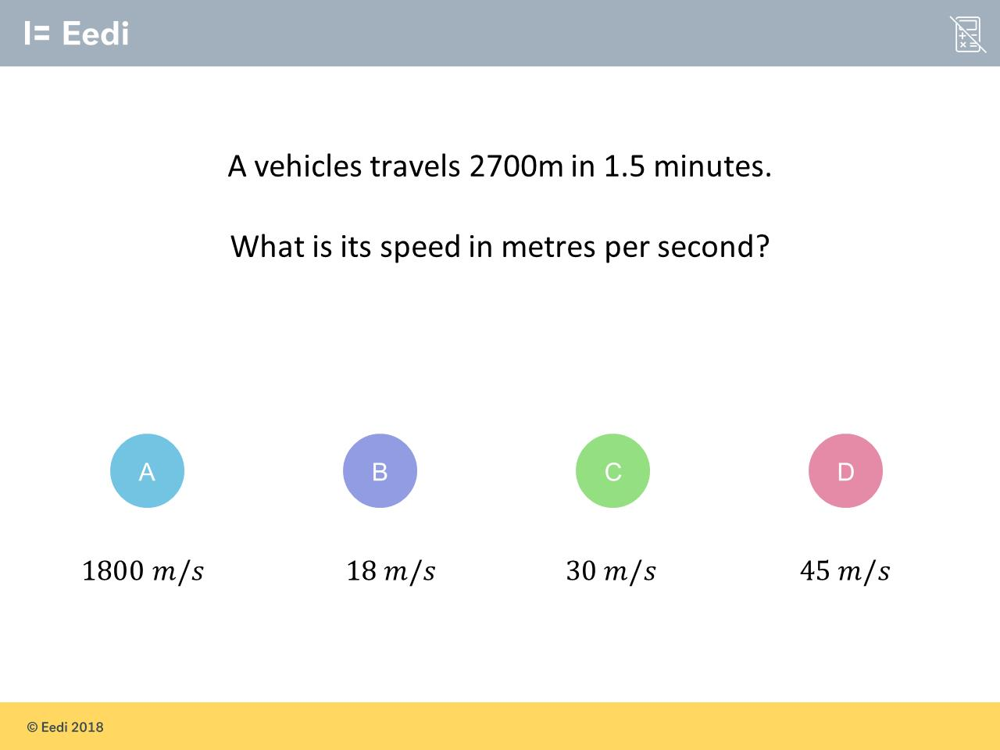 Eedi
A vehicles travels 2700m in 1.5 minutes.
What is its speed in metres per second?
A
B
C
D
1800 m/s
18 m/s
30 m/s
45 m/s
© Eedi 2018